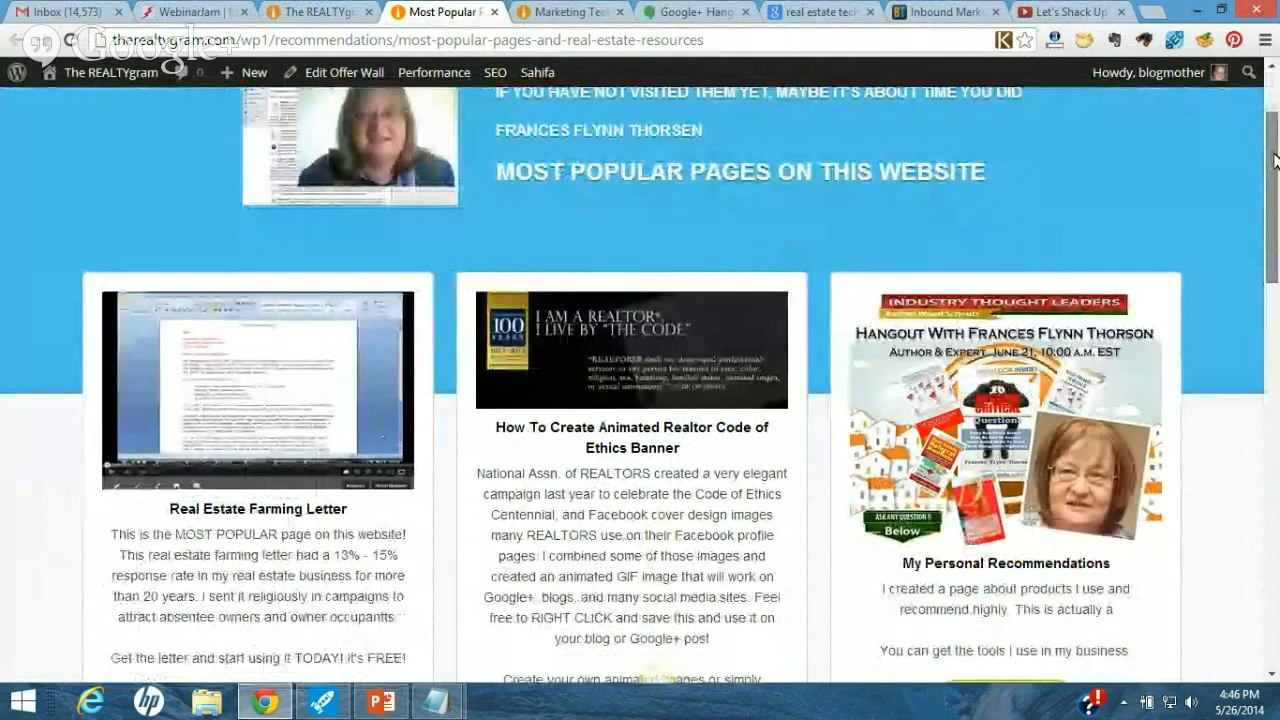 Inbox (14,573)
WebinarJam
The REALTYg
Most Popular
Marketing Tec
Google+ Hang
real estate tec
Inbound Mark
Let's Shack Up
Google+
therealtygram.com/wp1/recommendations/most-popular-pages-and-real-estate-resources
The REALTYgram
0
New
Edit Offer Wall
Performance
SEO
Sahifa
Howdy, blogmother
IF YOU HAVE NOT VISITED THEM YET, MAYBE IT'S ABOUT TIME YOU DID
FRANCES FLYNN THORSEN
MOST POPULAR PAGES ON THIS WEBSITE
Real Estate Farming Letter
This is the MOST POPULAR page on this website!
This real estate farming letter had a 13% - 15%
response rate in my real estate business for more
than 20 years. I sent it religiously in campaigns to
attract absentee owners and owner occupants.
Get the letter and start using it TODAY! it's FREE!
100
YEARS
I AM A REALTOR®.
I LIVE BY "THE CODE."
How To Create Animated Realtor Code of
Ethics Banner
National Assn. of REALTORS created a very elegant
campaign last year to celebrate the Code of Ethics
Centennial, and Facebook cover design images
many REALTORS use on their Facebook profile
pages. I combined some of those images and
created an animated GIF image that will work on
Google+, blogs, and many social media sites. Feel
free to RIGHT CLICK and save this and use it on
your blog or Google+ post
Create your own animated images or simply
INDUSTRY THOUGHT LEADERS
HANGOUT WITH FRANCES FLYNN THORSON
AUTHOR & EXPERT, JUNE 21, 10:00 A.M. EST
ASK ANY QUESTION
Below
My Personal Recommendations
I created a page about products I use and
recommend highly. This is actually a
You can get the tools I use in my business
4:46 PM
5/26/2014